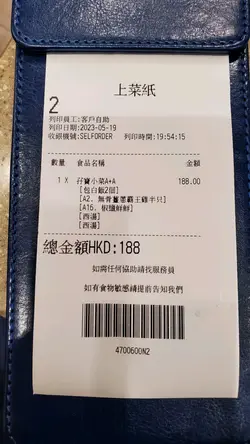 上菜紙
2
列印員工:客戶自助
列印日期:2023-05-19
收銀機號:SELFORDER 列印時間:19:54:15
數量 食品名稱 金額
1 X 孖寶小菜A+A 188.00
[包白飯2個]
[A2. 無骨薑蔥霸王雞半只]
[A16. 椒鹽鮮魷]
[西湯]
[西湯]
總金額HKD:188
如需任何協助請找服務員
如有食物敏感請提前告知我們
4700600N2